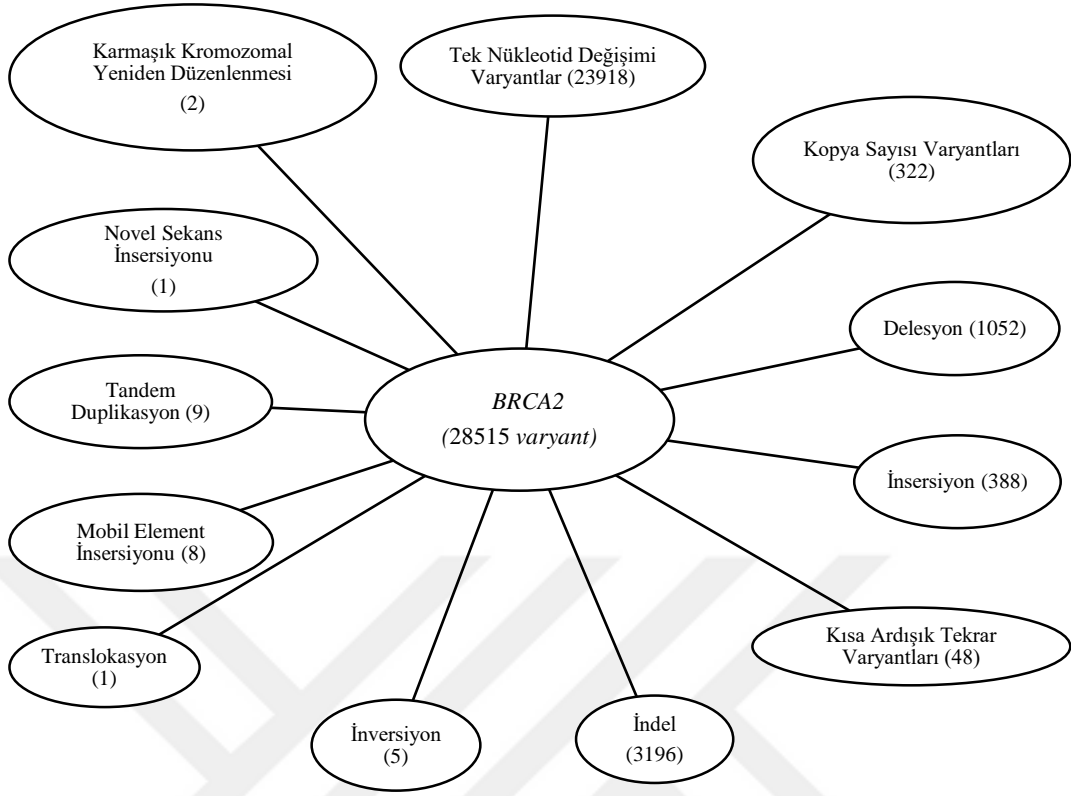 Karmaşık Kromozomal
Yeniden Düzenlenmesi
(2)
Tek Nükleotid Değişimi
Varyantlar (23918)
Kopya Sayısı Varyantları
(322)
Novel Sekans
İnsersiyonu
(1)
Delesyon (1052)
Tandem
Duplikasyon (9)
BRCA2
(28515 varyant)
İnsersiyon (388)
Mobil Element
İnsersiyonu (8)
Kısa Ardışık Tekrar
Varyantları (48)
Translokasyon
(1)
İnversiyon
(5)
İndel
(3196)